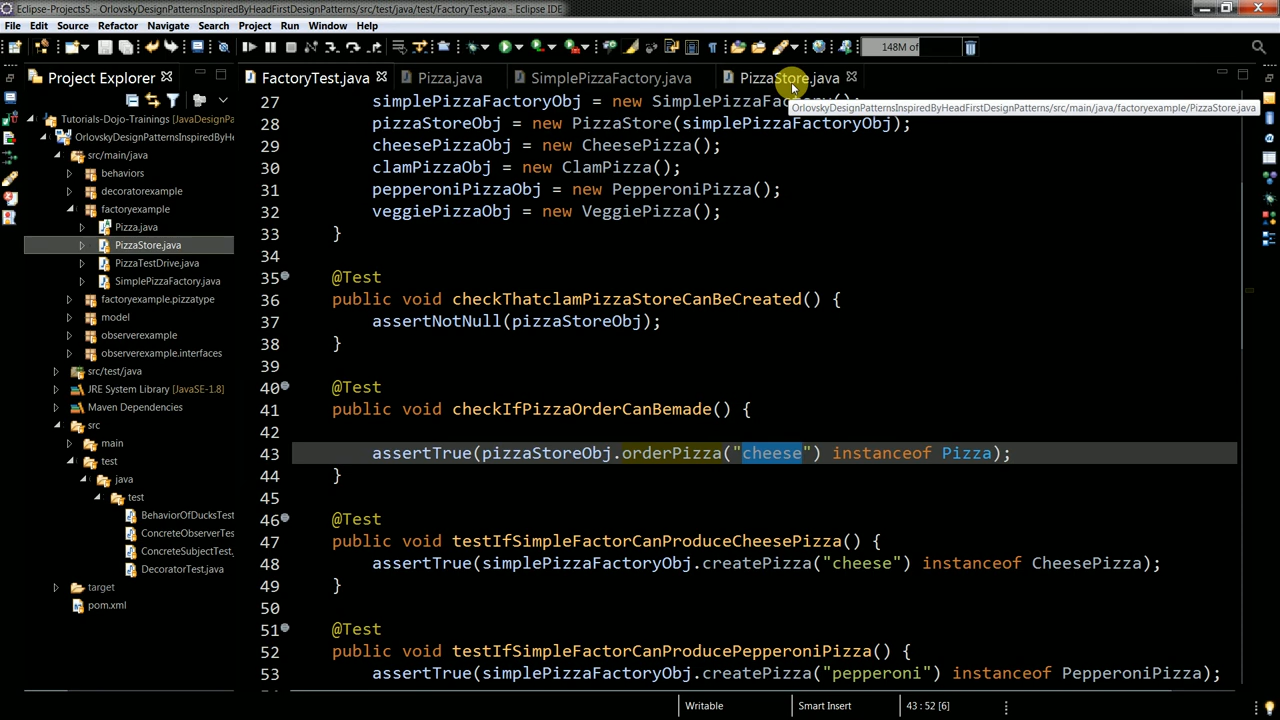 Eclipse-Projects5 - OrlovskyDesignPatternsInspiredByHeadFirstDesignPatterns/src/test/java/test/FactoryTest.java - Eclipse IDE
File Edit Source Refactor Navigate Search Project Run Window Help
148M of
Project Explorer
FactoryTest.java
Pizza.java
SimplePizzaFactory.java
PizzaStore.java
OrlovskyDesignPatternsInspiredByHeadFirstDesignPatterns/src/main/java/factoryexample/PizzaStore.java
Tutorials-Dojo-Trainings [JavaDesignPa
OrlovskyDesignPatternsInspiredByHe
src/main/java
behaviors
decoratorexample
factoryexample
Pizza.java
PizzaStore.java
PizzaTestDrive.java
SimplePizzaFactory.java
factoryexample.pizzatype
model
observerexample
observerexample.interfaces
src/test/java
JRE System Library [JavaSE-1.8]
Maven Dependencies
src
main
test
java
test
BehaviorOfDucksTest
ConcreteObserverTes
ConcreteSubjectTest.
DecoratorTest.java
target
pom.xml
27 simplePizzaFactoryObj = new SimplePizzaFactory();
28 pizzaStoreObj = new PizzaStore(simplePizzaFactoryObj);
29 cheesePizzaObj = new CheesePizza();
30 clamPizzaObj = new ClamPizza();
31 pepperoniPizzaObj = new PepperoniPizza();
32 veggiePizzaObj = new VeggiePizza();
33 }
34
35 @Test
36 public void checkThatclamPizzaStoreCanBeCreated() {
37 assertNotNull(pizzaStoreObj);
38 }
39
40 @Test
41 public void checkIfPizzaOrderCanBemade() {
42
43 assertTrue(pizzaStoreObj.orderPizza("cheese") instanceof Pizza);
44 }
45
46 @Test
47 public void testIfSimpleFactorCanProduceCheesePizza() {
48 assertTrue(simplePizzaFactoryObj.createPizza("cheese") instanceof CheesePizza);
49 }
50
51 @Test
52 public void testIfSimpleFactorCanProducePepperoniPizza() {
53 assertTrue(simplePizzaFactoryObj.createPizza("pepperoni") instanceof PepperoniPizza);
Writable
Smart Insert
43 : 52 [6]